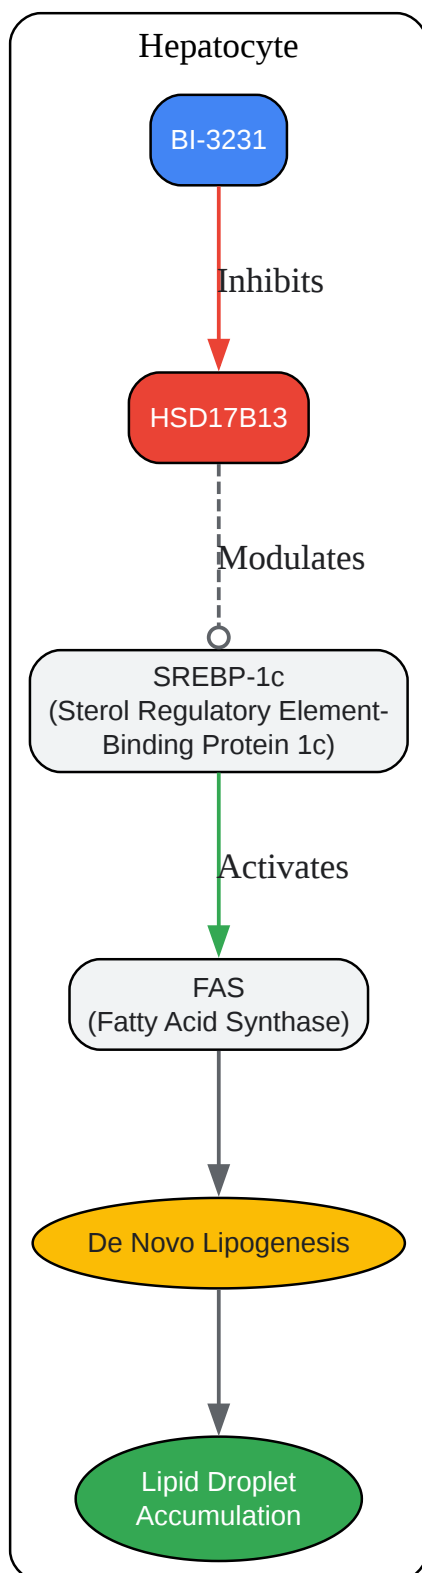 Hepatocyte
BI-3231
Inhibits
HSD17B13
Modulates
SREBP-1c
(Sterol Regulatory Element-
Binding Protein 1c)
Activates
FAS
(Fatty Acid Synthase)
De Novo Lipogenesis
Lipid Droplet
Accumulation